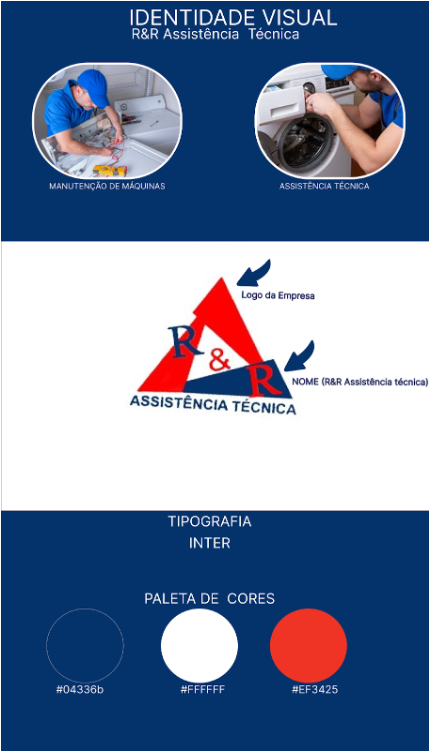 IDENTIDADE VISUAL
R&R Assistência Técnica
MANUTENÇÃO DE MÁQUINAS
ASSISTÊNCIA TÉCNICA
Logo da Empresa
R & R
NOME (R&R Assistência técnica)
ASSISTÊNCIA TÉCNICA
TIPOGRAFIA
INTER
PALETA DE CORES
#04336b
#FFFFFF
#EF3425